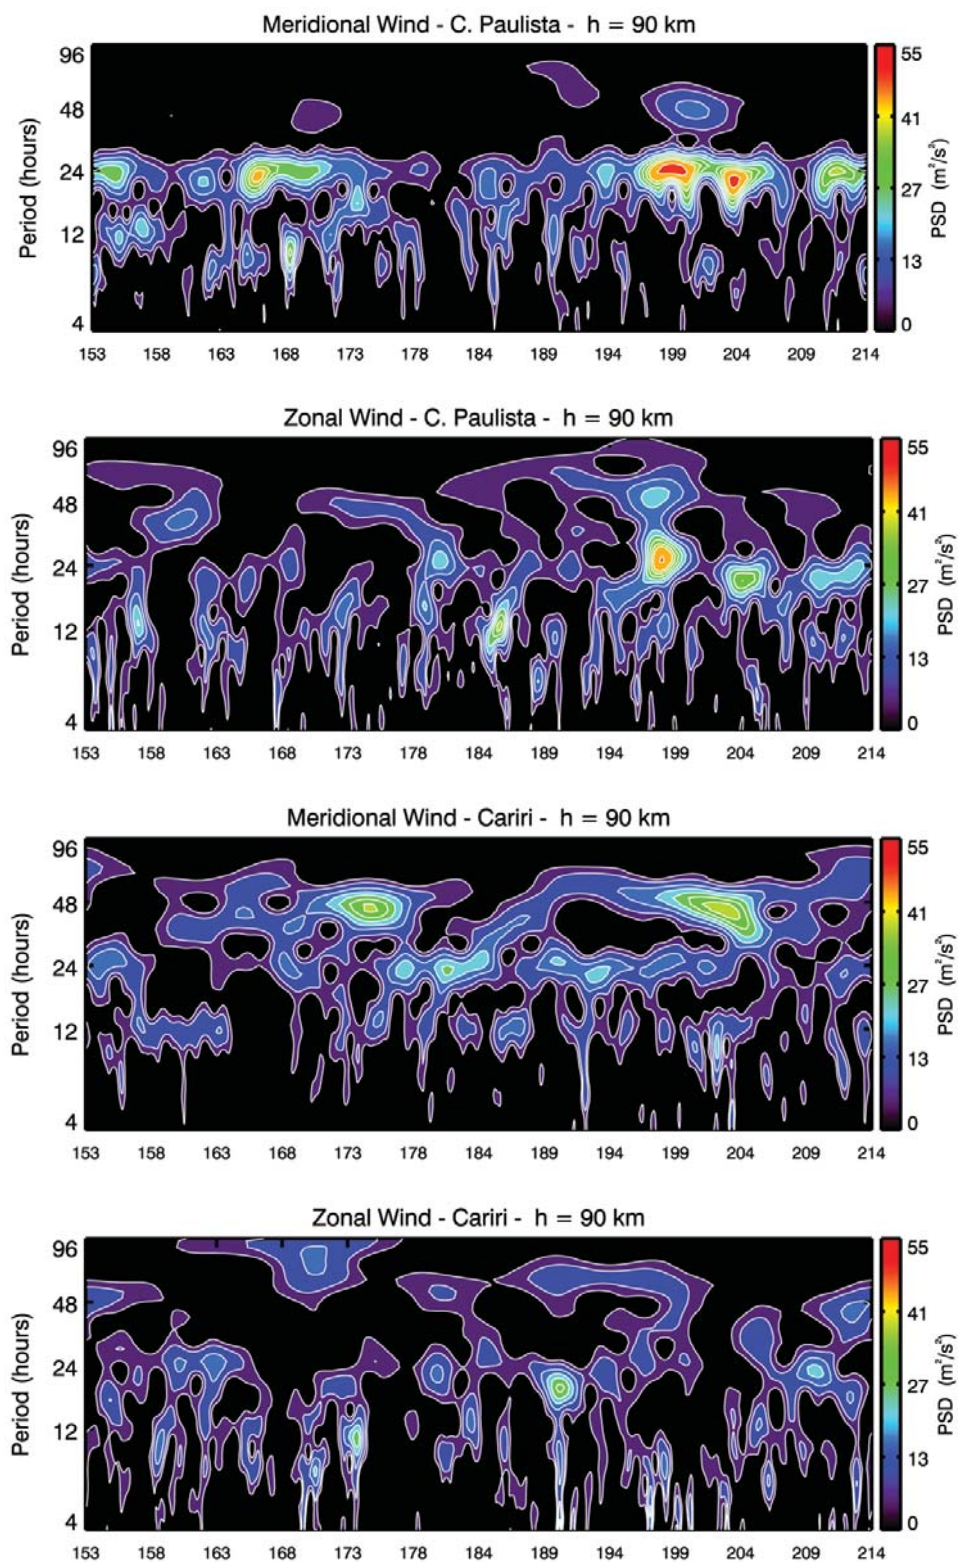 Meridional Wind - C. Paulista - h = 90 km
Period (hours)
96
48
24
12
4
153 158 163 168 173 178 184 189 194 199 204 209 214
55
41
27
13
0
PSD (m²/s²)
Zonal Wind - C. Paulista - h = 90 km
Period (hours)
96
48
24
12
4
153 158 163 168 173 178 184 189 194 199 204 209 214
55
41
27
13
0
PSD (m²/s²)
Meridional Wind - Cariri - h = 90 km
Period (hours)
96
48
24
12
4
153 158 163 168 173 178 184 189 194 199 204 209 214
55
41
27
13
0
PSD (m²/s²)
Zonal Wind - Cariri - h = 90 km
Period (hours)
96
48
24
12
4
153 158 163 168 173 178 184 189 194 199 204 209 214
55
41
27
13
0
PSD (m²/s²)